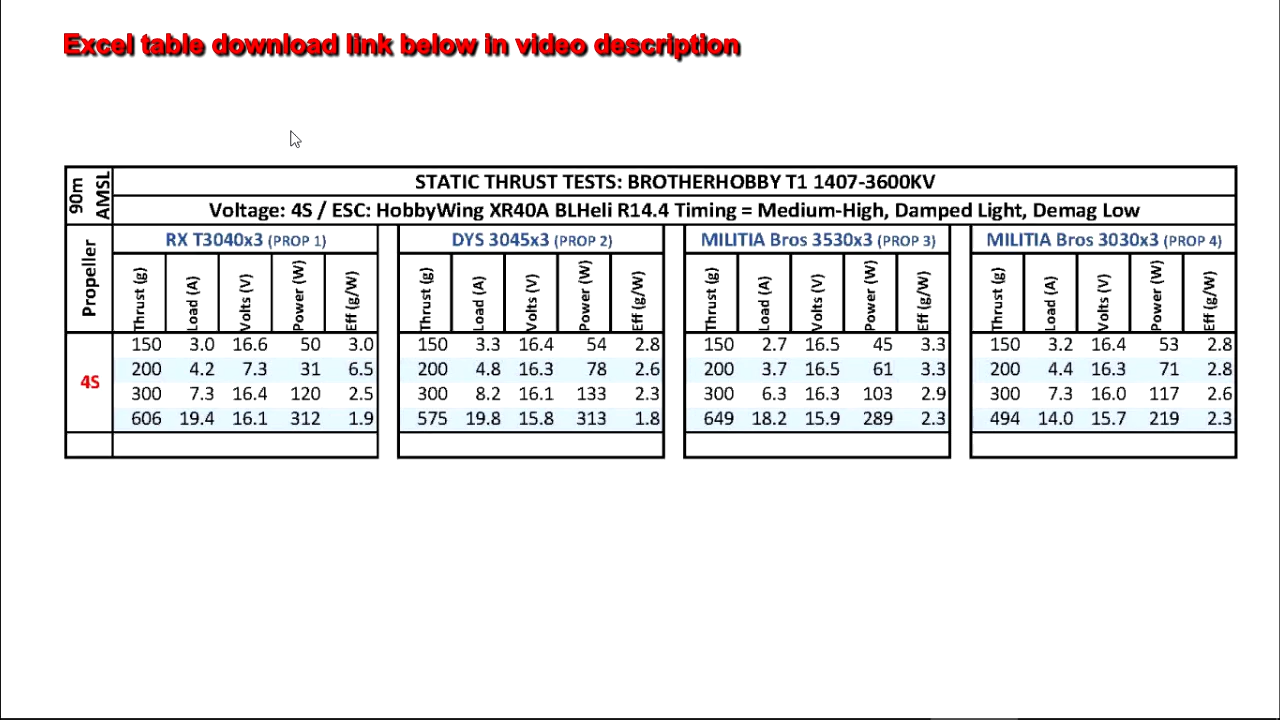 Excel table download link below in video description
90m AMSL
STATIC THRUST TESTS: BROTHERHOBBY T1 1407-3600KV
Voltage: 4S / ESC: HobbyWing XR40A BLHeli R14.4 Timing = Medium-High, Damped Light, Demag Low
Propeller
RX T3040x3 (PROP 1) DYS 3045x3 (PROP 2) MILITIA Bros 3530x3 (PROP 3) MILITIA Bros 3030x3 (PROP 4)
Thrust (g) Load (A) Volts (V) Power (W) Eff (g/W) Thrust (g) Load (A) Volts (V) Power (W) Eff (g/W) Thrust (g) Load (A) Volts (V) Power (W) Eff (g/W) Thrust (g) Load (A) Volts (V) Power (W) Eff (g/W)
4S
150 3.0 16.6 50 3.0 150 3.3 16.4 54 2.8 150 2.7 16.5 45 3.3 150 3.2 16.4 53 2.8
200 4.2 7.3 31 6.5 200 4.8 16.3 78 2.6 200 3.7 16.5 61 3.3 200 4.4 16.3 71 2.8
300 7.3 16.4 120 2.5 300 8.2 16.1 133 2.3 300 6.3 16.3 103 2.9 300 7.3 16.0 117 2.6
606 19.4 16.1 312 1.9 575 19.8 15.8 313 1.8 649 18.2 15.9 289 2.3 494 14.0 15.7 219 2.3